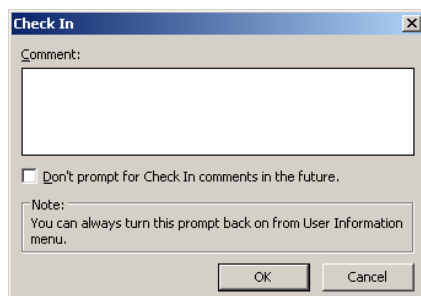 Check In
Comment:
Don't prompt for Check In comments in the future.
Note:
You can always turn this prompt back on from User Information
menu.
OK
Cancel